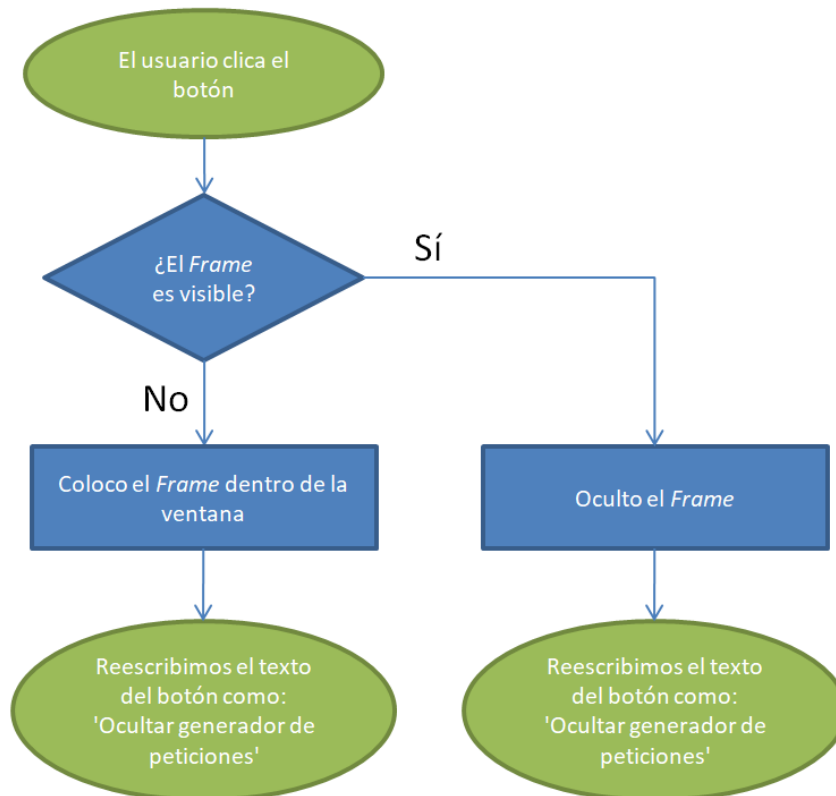 El usuario clica el
botón
¿El Frame
es visible?
Sí
No
Coloco el Frame dentro de la
ventana
Oculto el Frame
Reescribimos el texto
del botón como:
'Ocultar generador de
peticiones'
Reescribimos el texto
del botón como:
'Ocultar generador de
peticiones'